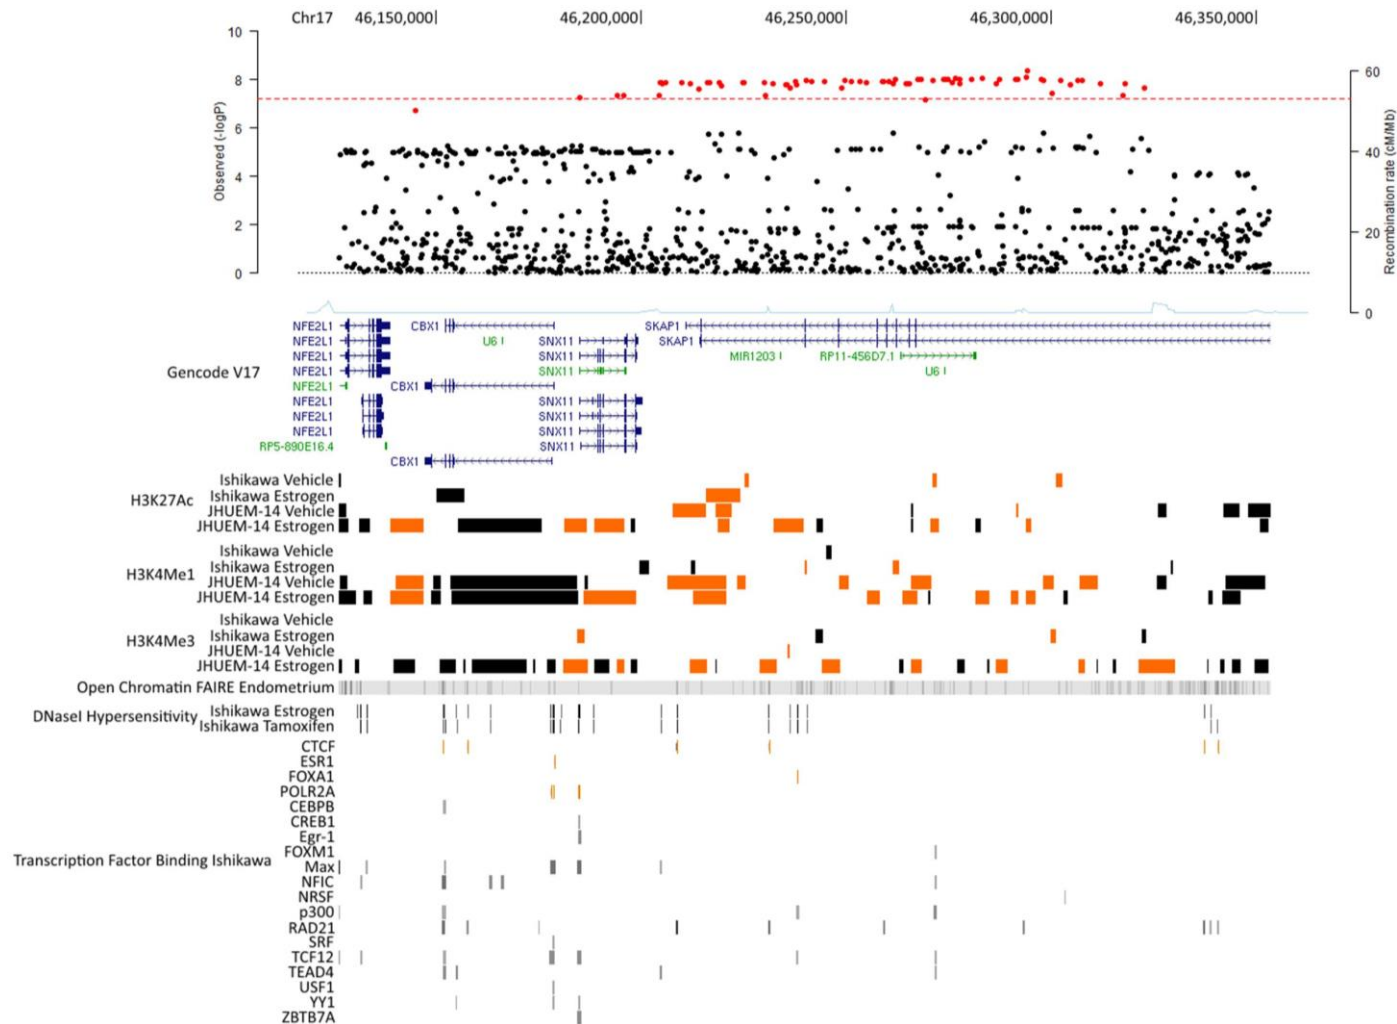 Chr17 46,150,000| 46,200,000| 46,250,000| 46,300,000| 46,350,000|
10
8
6
4
2
0
Observed (-logP)
60
40
20
0
Recombination rate (cM/Mb)
Gencode V17
NFE2L1 CBX1 SKAP1
NFE2L1 U6 SNX11 SKAP1
NFE2L1 SNX11 MIR1203 RP11-456D7.1
NFE2L1 SNX11 U6
NFE2L1 CBX1
NFE2L1 SNX11
NFE2L1 SNX11
NFE2L1 SNX11
RP5-890E16.4 SNX11
CBX1
H3K27Ac
Ishikawa Vehicle
Ishikawa Estrogen
JHUEM-14 Vehicle
JHUEM-14 Estrogen
H3K4Me1
Ishikawa Vehicle
Ishikawa Estrogen
JHUEM-14 Vehicle
JHUEM-14 Estrogen
H3K4Me3
Ishikawa Vehicle
Ishikawa Estrogen
JHUEM-14 Vehicle
JHUEM-14 Estrogen
Open Chromatin FAIRE Endometrium
DNaseI Hypersensitivity
Ishikawa Estrogen
Ishikawa Tamoxifen
Transcription Factor Binding Ishikawa
CTCF
ESR1
FOXA1
POLR2A
CEBPB
CREB1
Egr-1
FOXM1
Max
NFIC
NRSF
p300
RAD21
SRF
TCF12
TEAD4
USF1
YY1
ZBTB7A